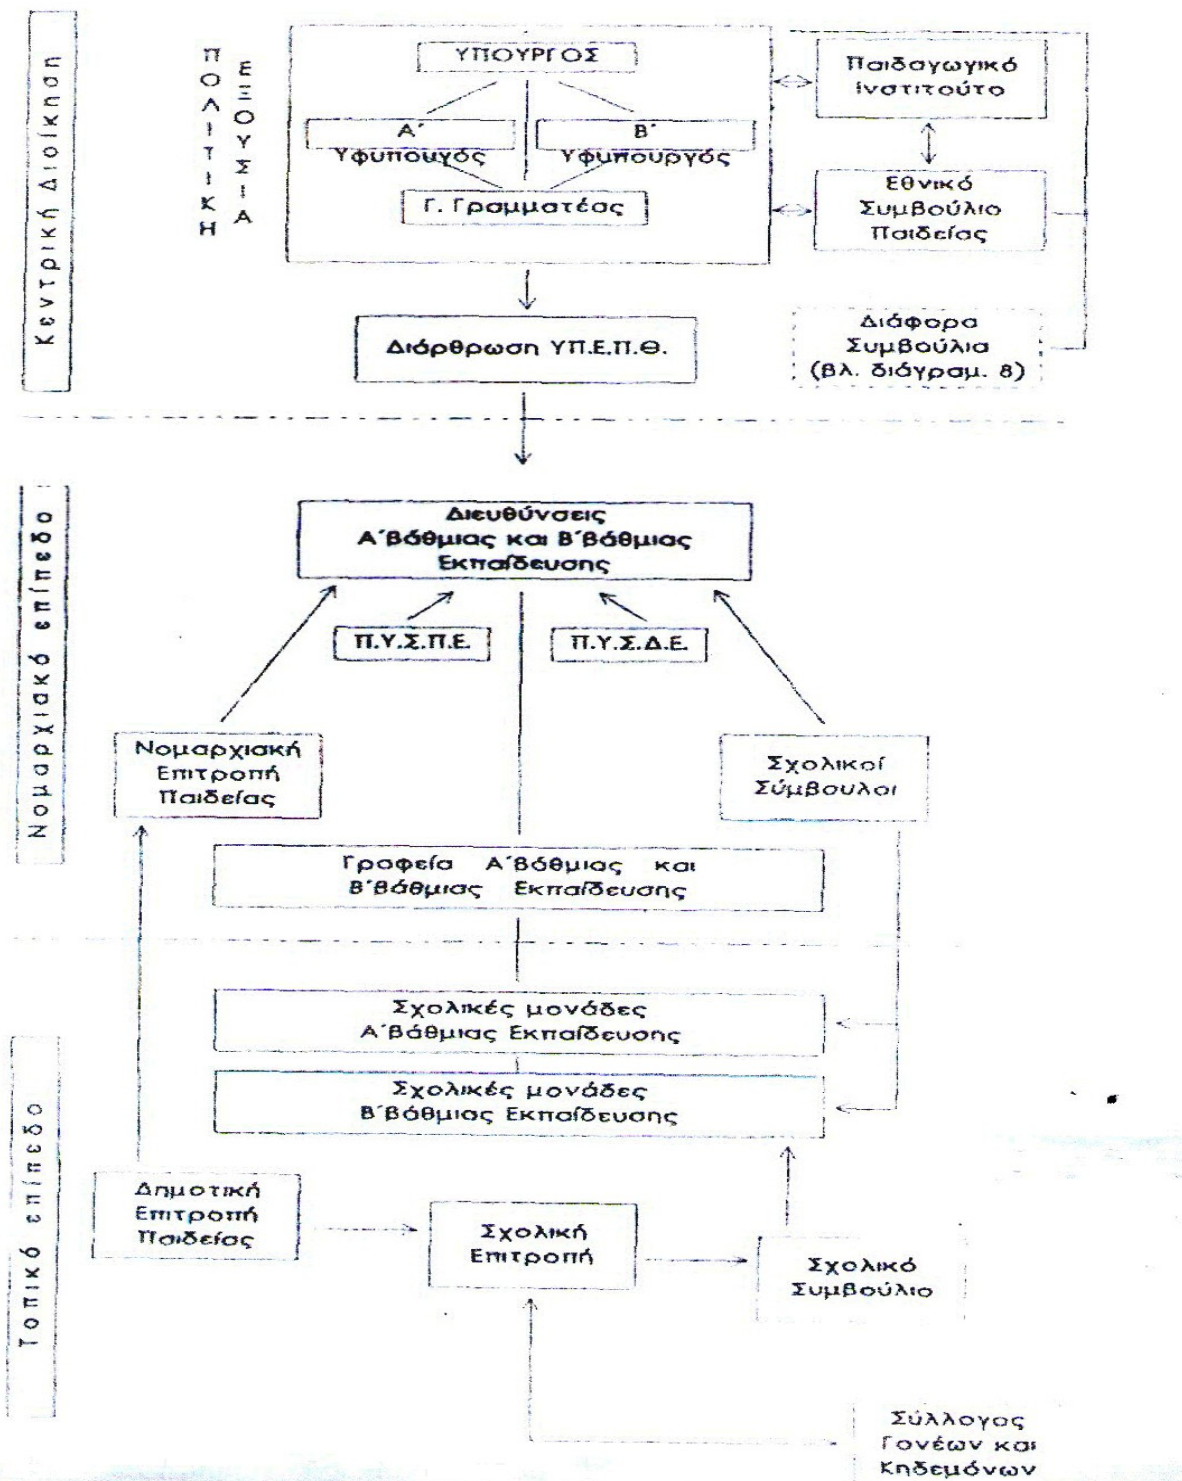 Κεντρική Διοίκηση
ΠΟΛΙΤΙΚΗ
ΕΞΟΥΣΙΑ
ΥΠΟΥΡΓΟΣ
Α΄
Υφυπουγός
Β΄
Υφυπουργός
Γ. Γραμματέας
Παιδαγωγικό
Ινστιτούτο
Εθνικό
Συμβούλιο
Παιδείας
Διάρθρωση ΥΠ.Ε.Π.Θ.
Διάφορα
Συμβούλια
(βλ. διάγραμ. 8)
Νομαρχιακό επίπεδο
Διευθύνσεις
Α΄βάθμιας και Β΄βάθμιας
Εκπαίδευσης
Π.Υ.Σ.Π.Ε.
Π.Υ.Σ.Δ.Ε.
Νομαρχιακή
Επιτροπή
Παιδείας
Σχολικοί
Σύμβουλοι
Γραφεία Α΄βάθμιας και
Β΄βάθμιας Εκπαίδευσης
Τοπικό επίπεδο
Σχολικές μονάδες
Α΄βάθμιας Εκπαίδευσης
Σχολικές μονάδες
Β΄βάθμιας Εκπαίδευσης
Δημοτική
Επιτροπή
Παιδείας
Σχολική
Επιτροπή
Σχολικό
Συμβούλιο
Σύλλογος
Γονέων και
Κηδεμόνων